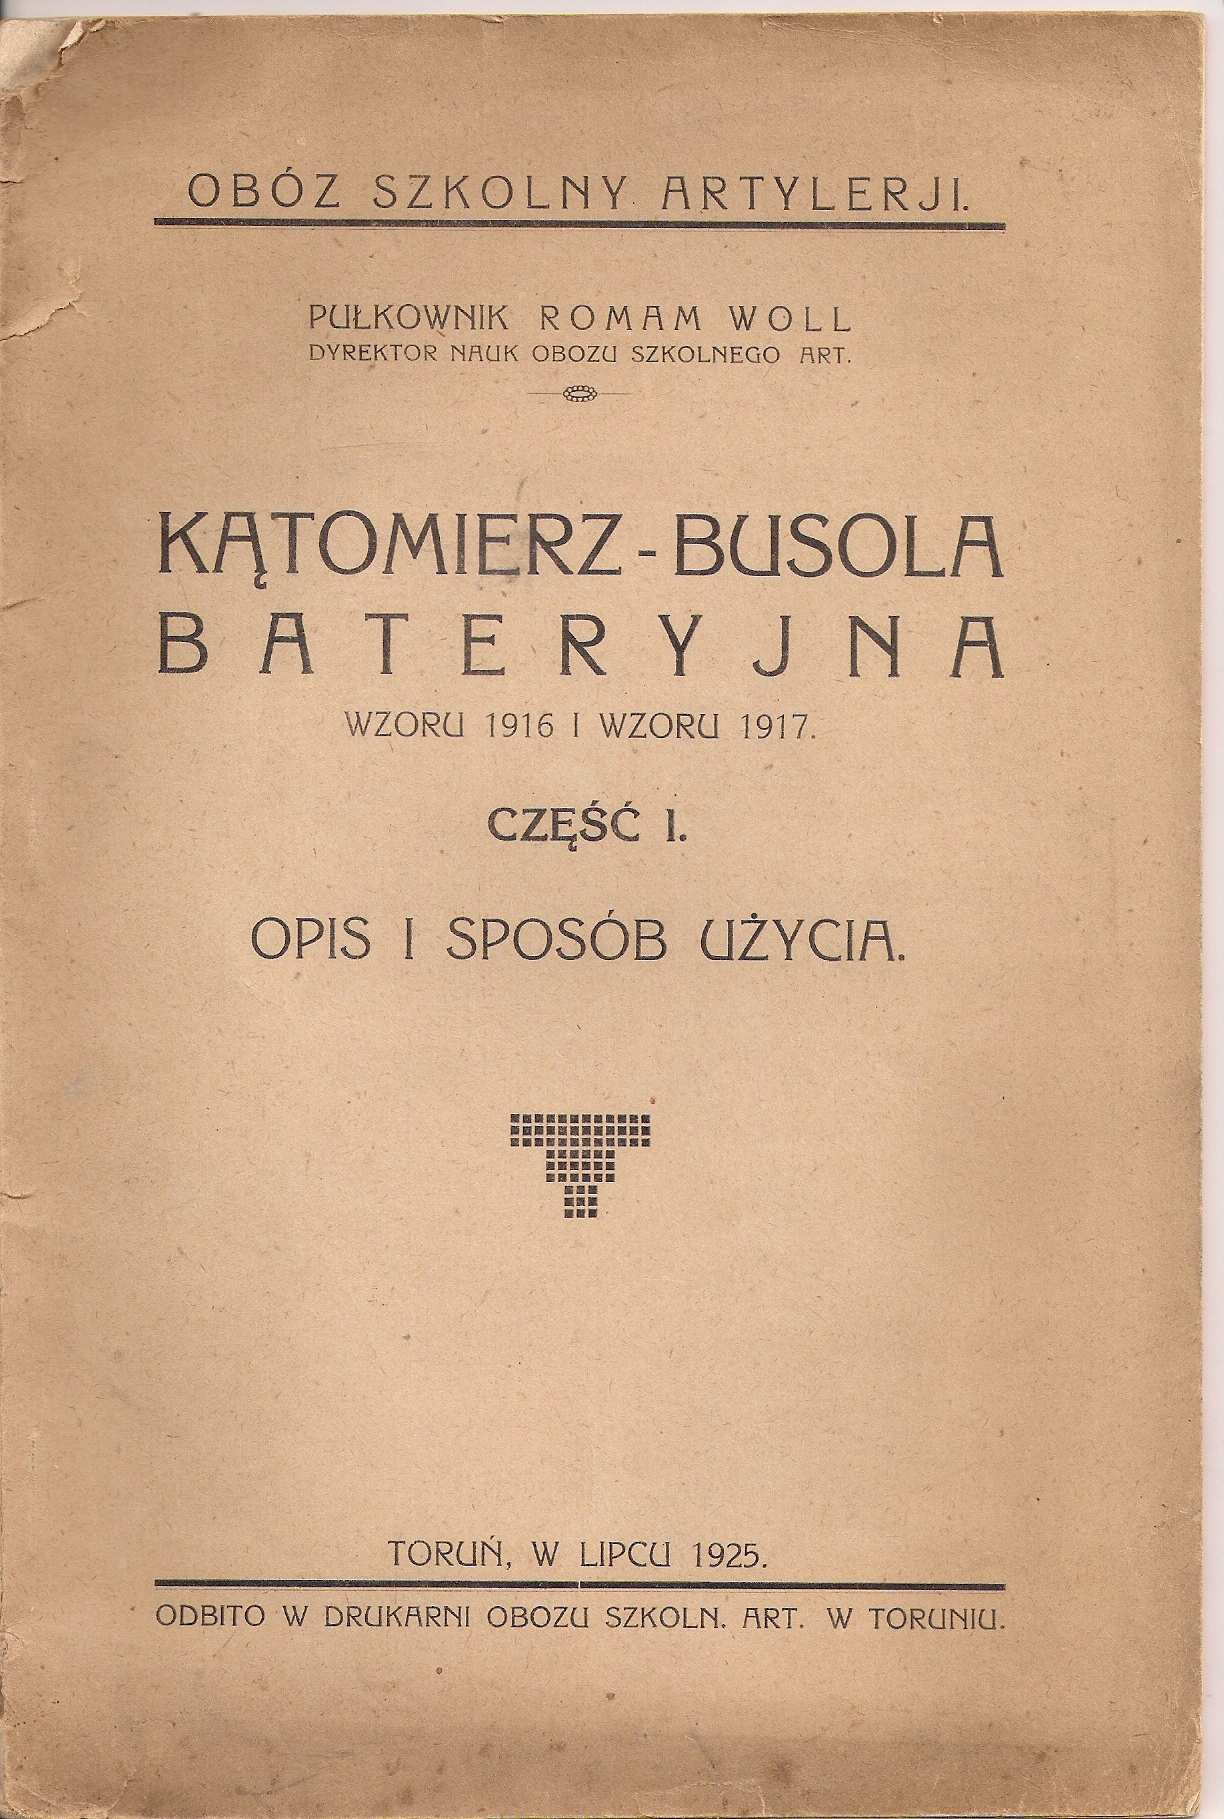 OBÓZ SZKOLNY ARTYLERJI.
PUŁKOWNIK ROMAM WOLL
DYREKTOR NAUK OBOZU SZKOLNEGO ART.
KĄTOMIERZ-BUSOLA
BATERYJNA
WZORU 1916 I WZORU 1917.
CZĘŚĆ I.
OPIS I SPOSÓB UŻYCIA.
TORUŃ, W LIPCU 1925.
ODBITO W DRUKARNI OBOZU SZKOLN. ART. W TORUNIU.